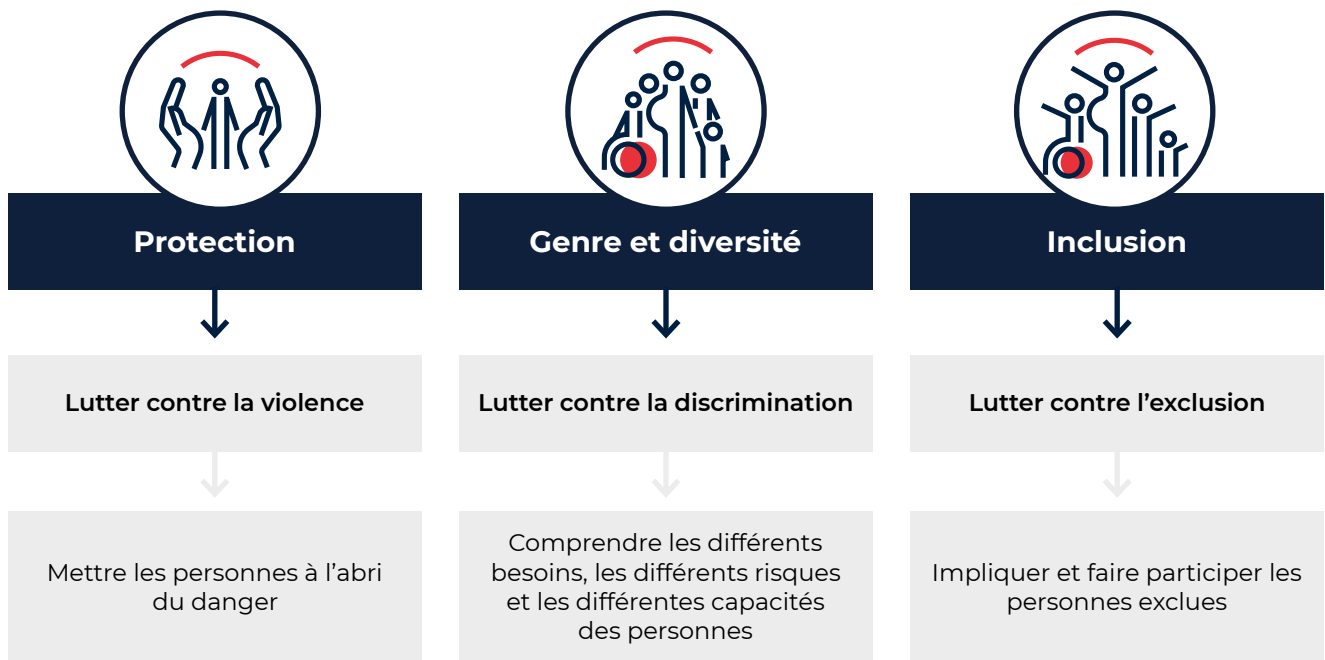 Protection
Genre et diversité
Inclusion
Lutter contre la violence
Lutter contre la discrimination
Lutter contre l’exclusion
Mettre les personnes à l’abri
du danger
Comprendre les différents
besoins, les différents risques
et les différentes capacités
des personnes
Impliquer et faire participer les
personnes exclues